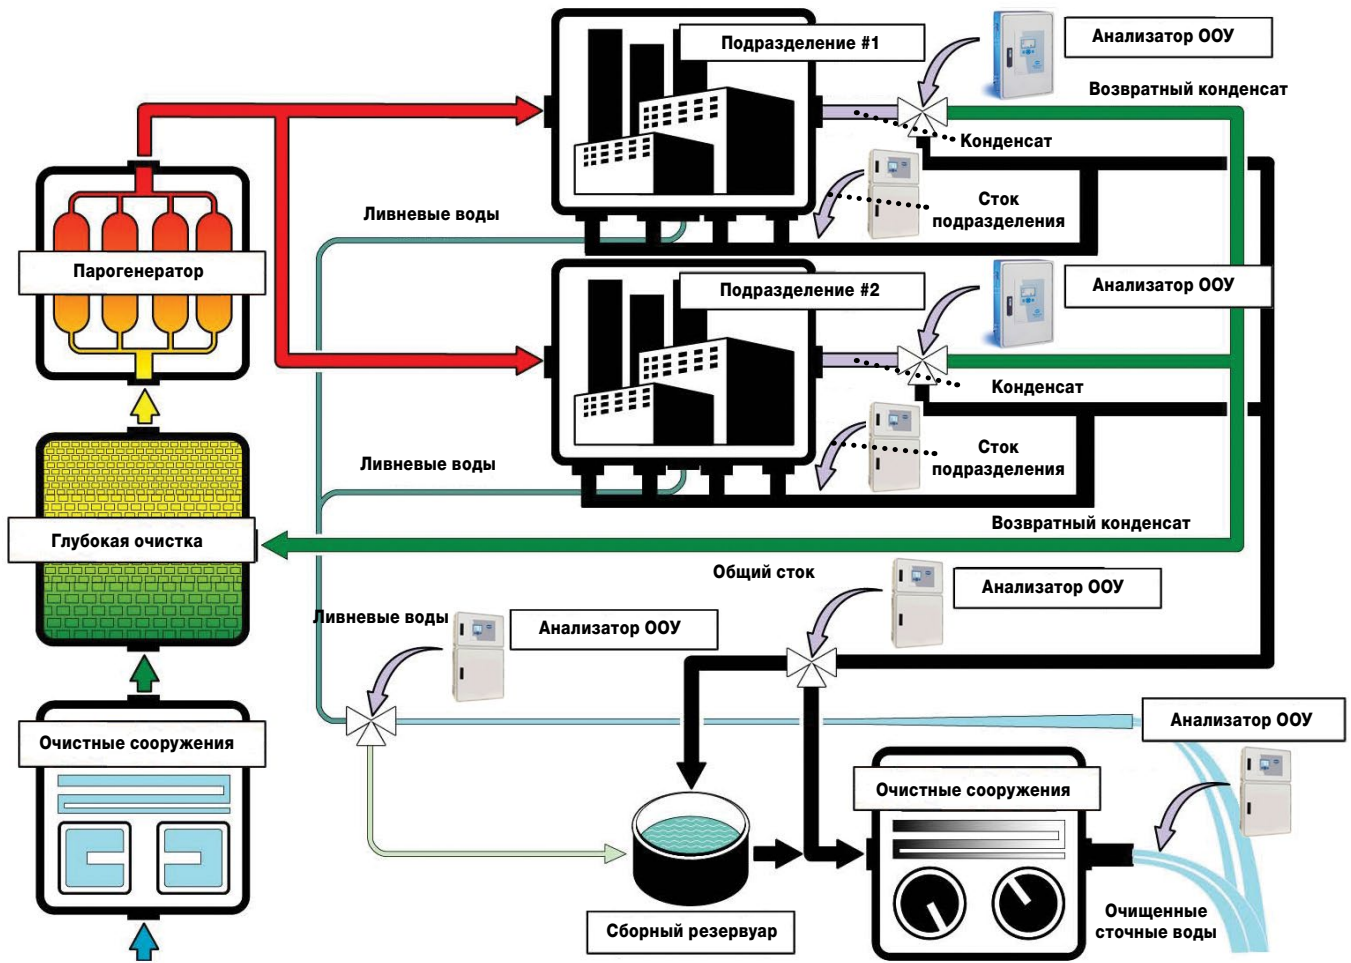 Подразделение #1
Анализатор ООУ
Возвратный конденсат
Конденсат
Сток
подразделения
Ливневые воды
Парогенератор
Подразделение #2
Анализатор ООУ
Конденсат
Сток
подразделения
Ливневые воды
Возвратный конденсат
Глубокая очистка
Общий сток
Анализатор ООУ
Ливневые воды
Анализатор ООУ
Анализатор ООУ
Очистные сооружения
Очистные сооружения
Сборный резервуар
Очищенные
сточные воды